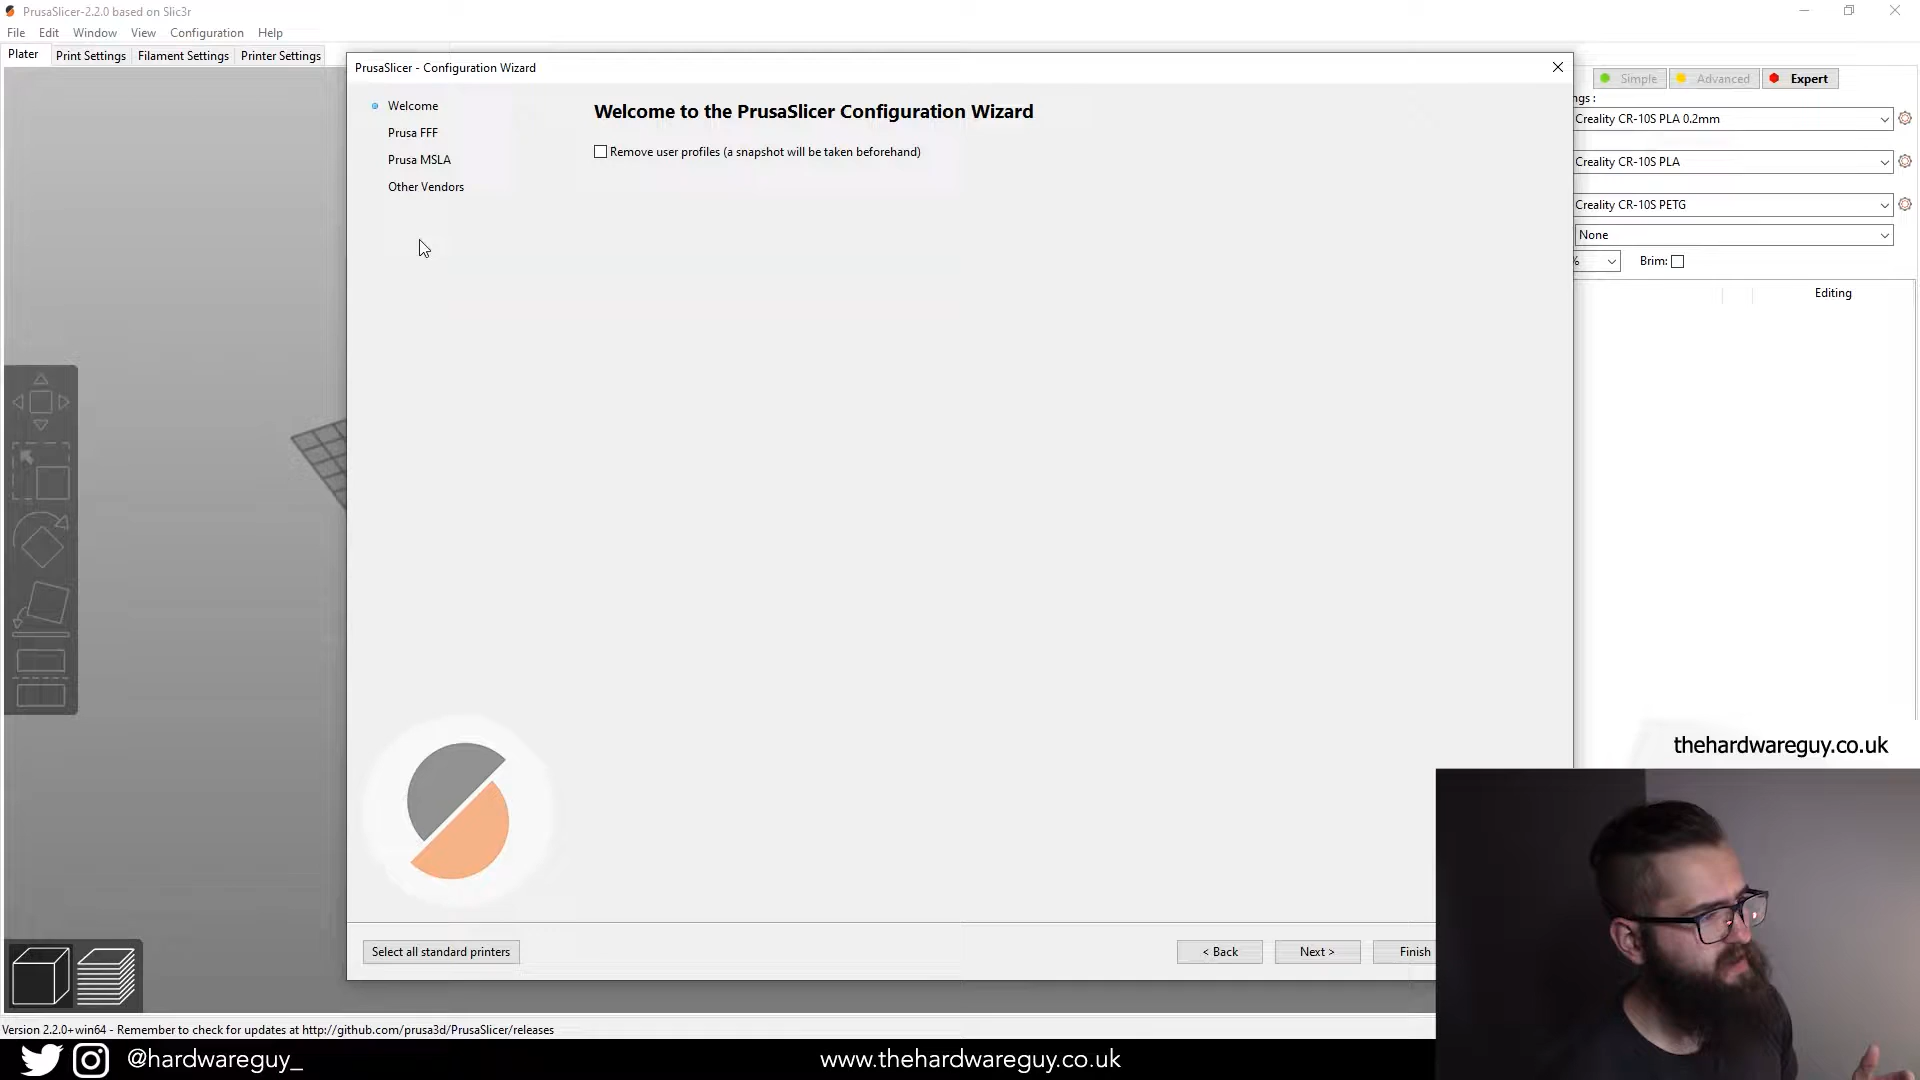 PrusaSlicer-2.2.0 based on Slic3r
File Edit Window View Configuration Help
Plater Print Settings Filament Settings Printer Settings
PrusaSlicer - Configuration Wizard
Welcome
Prusa FFF
Prusa MSLA
Other Vendors
Welcome to the PrusaSlicer Configuration Wizard
Remove user profiles (a snapshot will be taken beforehand)
Simple Advanced Expert
ngs :
Creality CR-10S PLA 0.2mm
Creality CR-10S PLA
Creality CR-10S PETG
None
% Brim:
Editing
thehardwareguy.co.uk
Select all standard printers
< Back Next > Finish
Version 2.2.0+win64 - Remember to check for updates at http://github.com/prusa3d/PrusaSlicer/releases
@hardwareguy_
www.thehardwareguy.co.uk